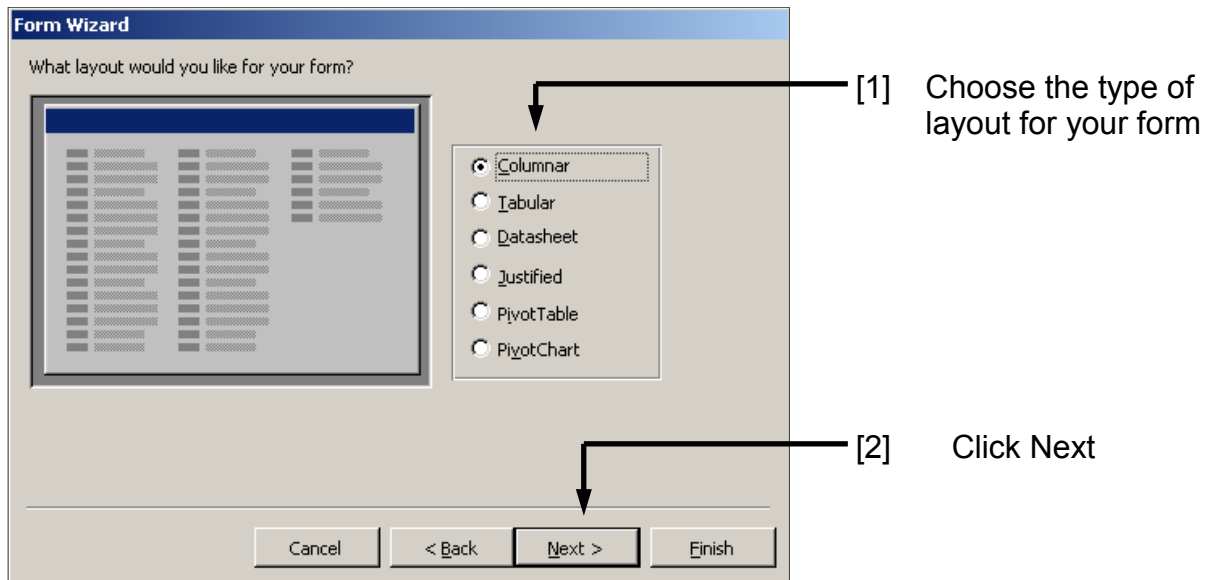 Form Wizard
What layout would you like for your form?
[1] Choose the type of
layout for your form
Columnar
Tabular
Datasheet
Justified
PivotTable
PivotChart
[2] Click Next
Cancel
< Back
Next >
Finish